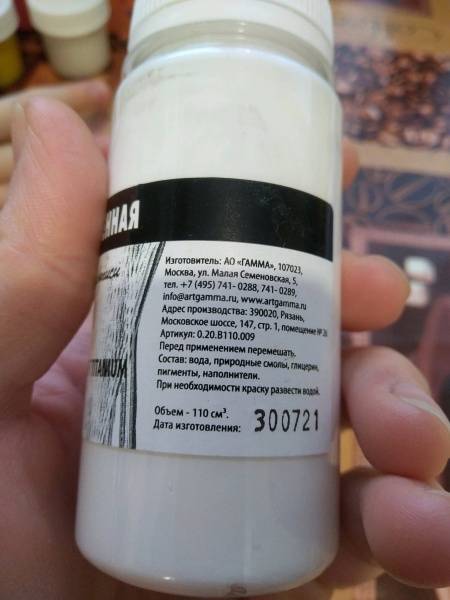 ННАЯ
Изготовитель: АО «ГАММА», 107023,
Москва, ул. Малая Семеновская, 5,
тел. +7 (495) 741- 0288, 741- 0289,
info@artgamma.ru, www.artgamma.ru
Адрес производства: 390020, Рязань,
Московское шоссе, 147, стр. 1, помещение №
Артикул: 0.20.B110.009
Перед применением перемешать.
Состав: вода, природные смолы, глицерин,
пигменты, наполнители.
При необходимости краску развести водой.
TITANIUM
Объем - 110 см³.
Дата изготовления: 300721